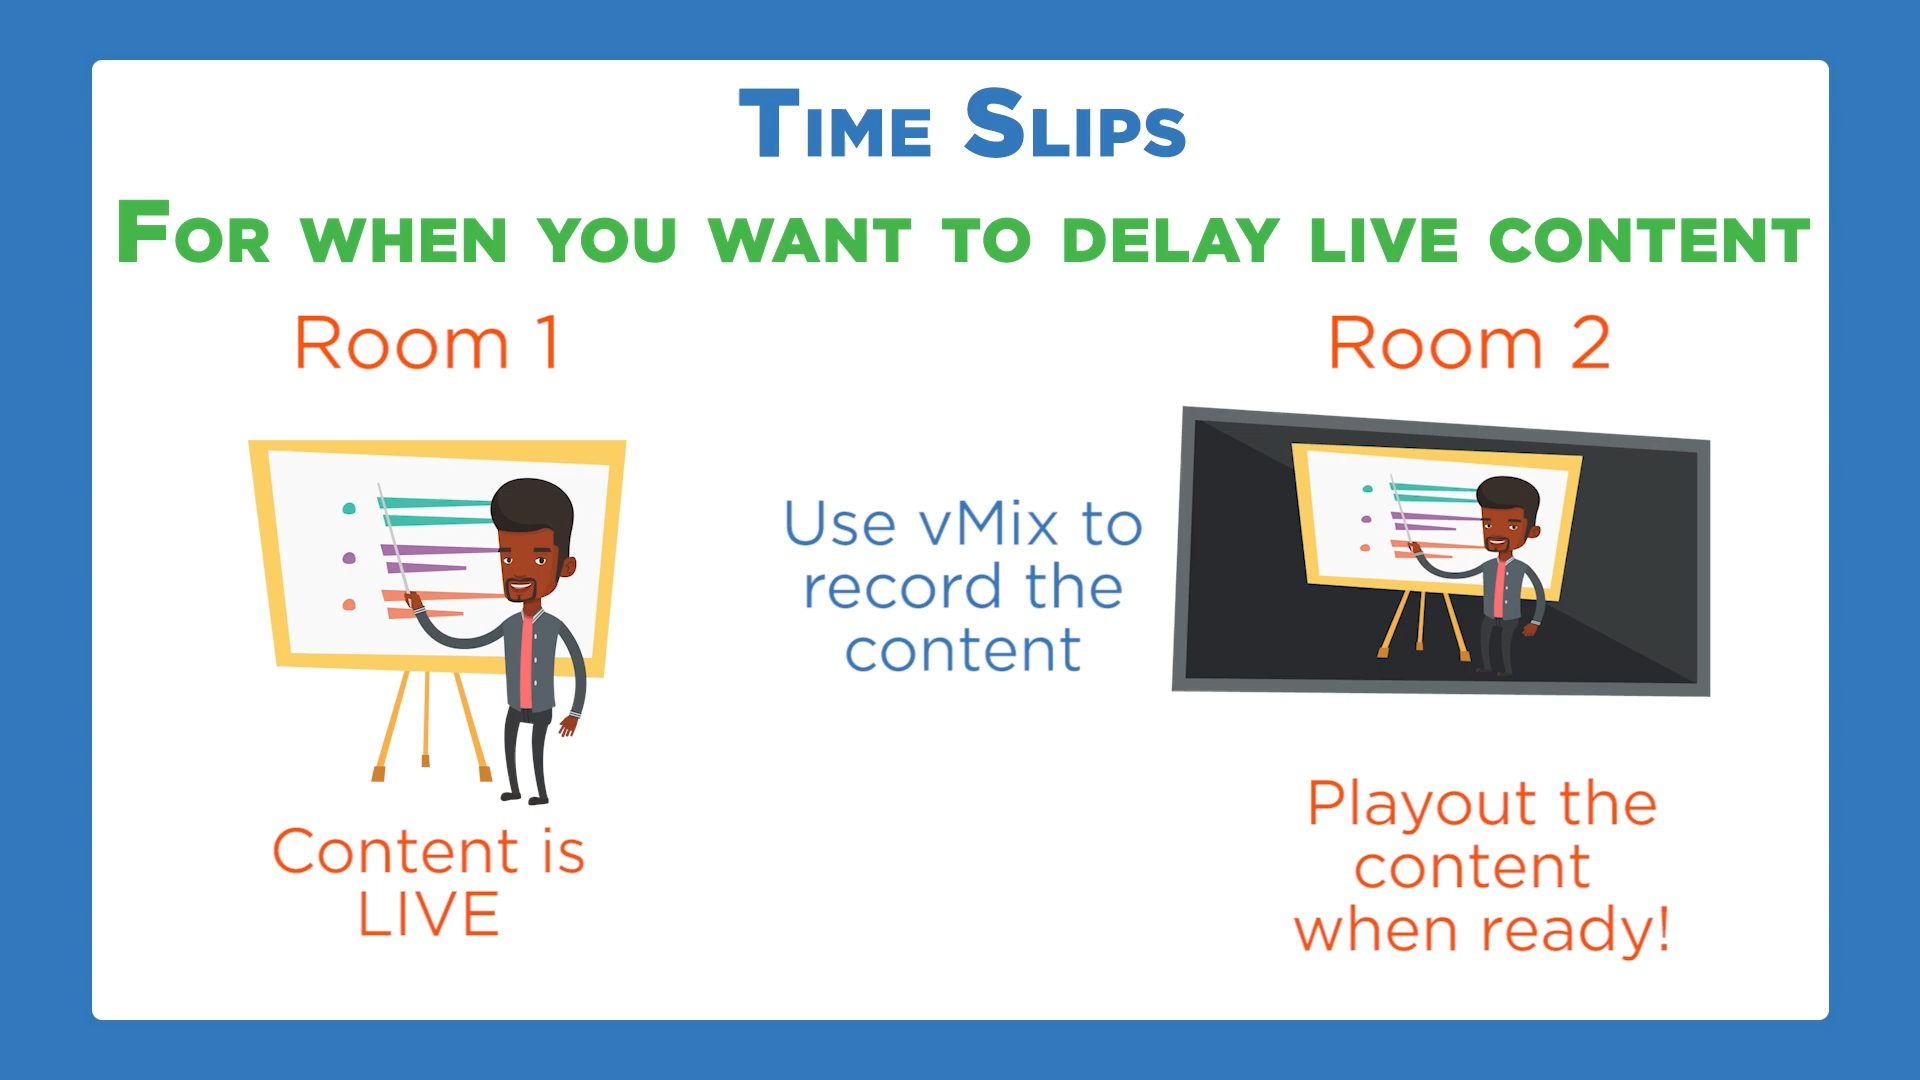 Time Slips
For when you want to delay live content
Room 1
Room 2
Use vMix to
record the
content
Content is
LIVE
Playout the
content
when ready!